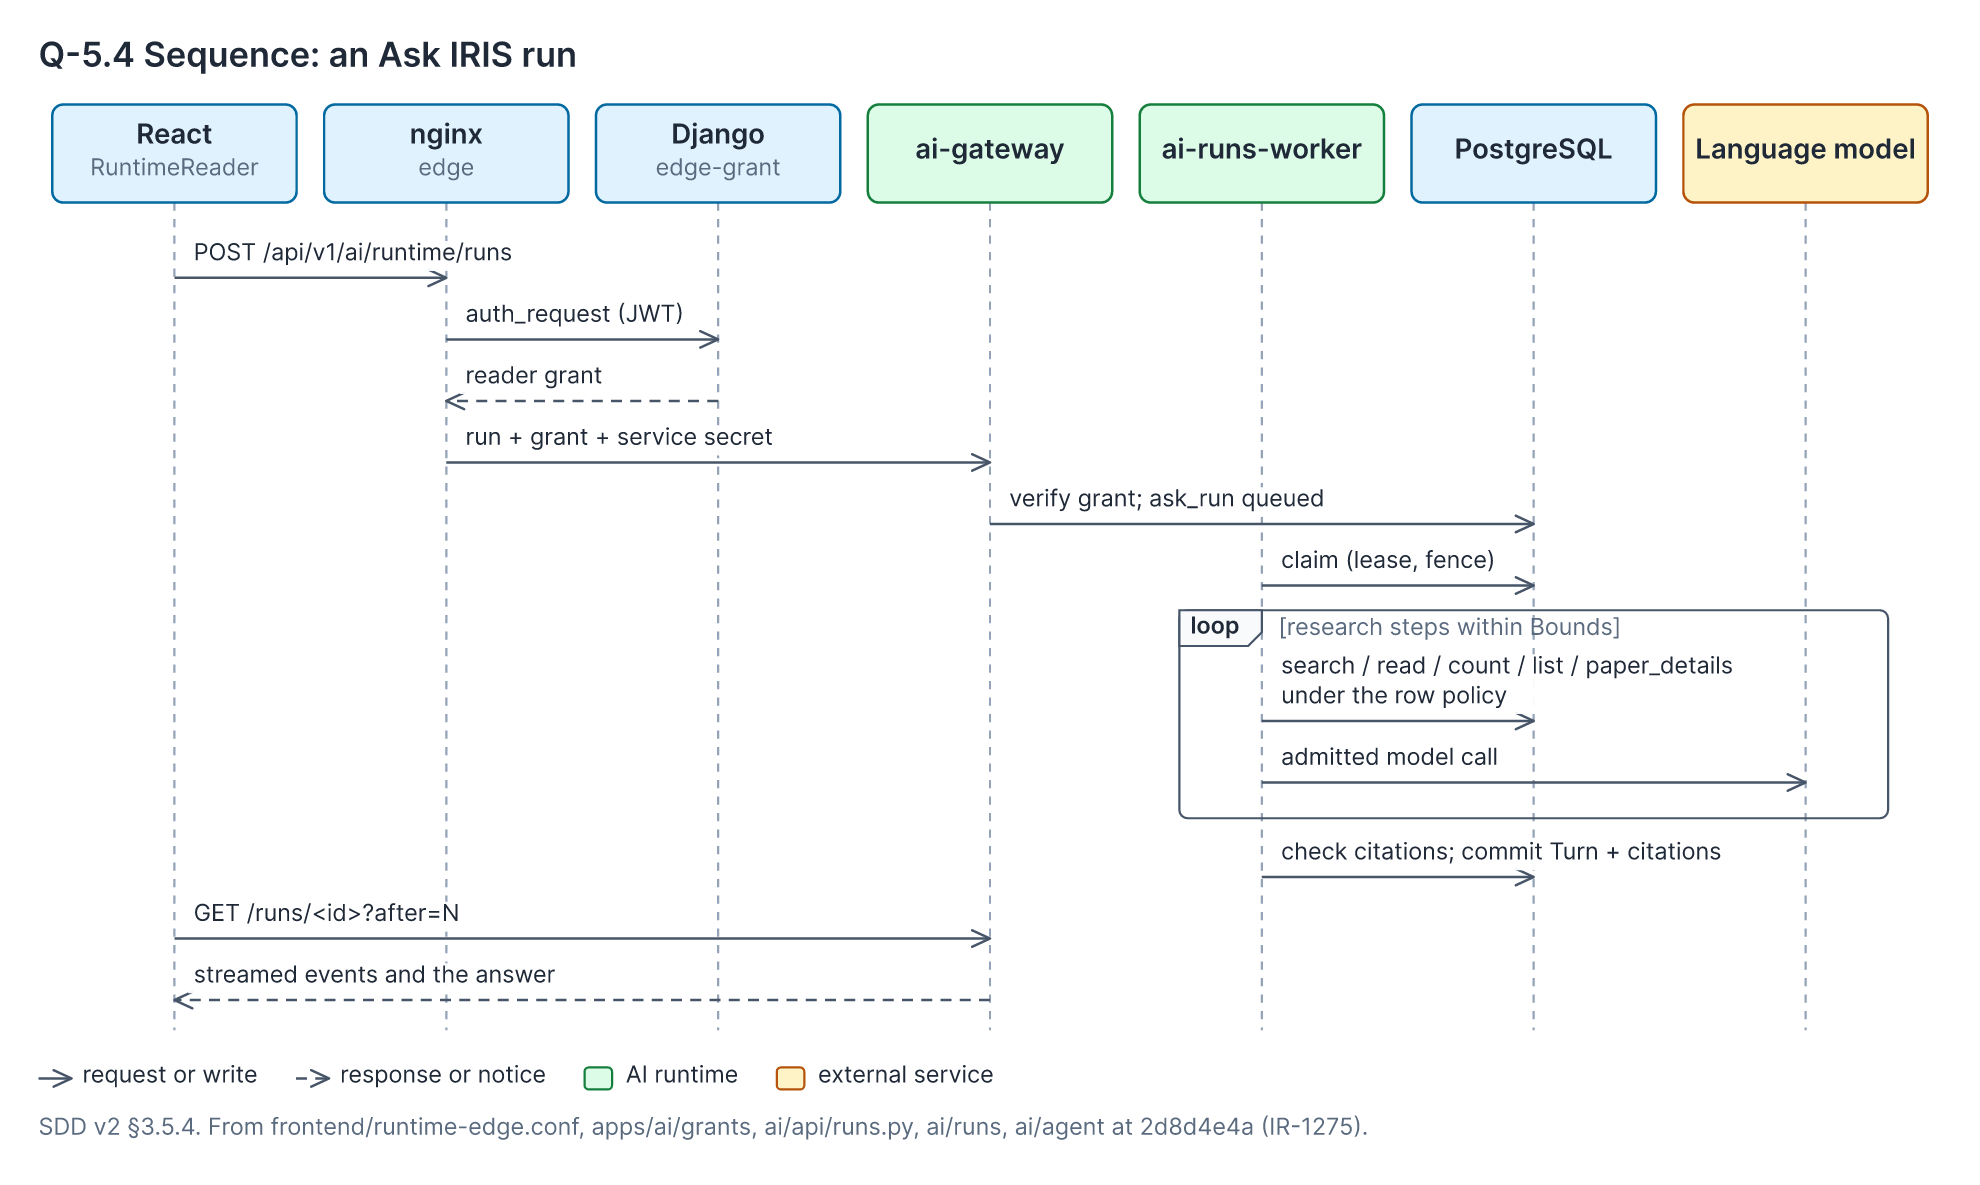 Q-5.4 Sequence: an Ask IRIS run
React
RuntimeReader
nginx
edge
Django
edge-grant
ai-gateway
ai-runs-worker
PostgreSQL
Language model
POST /api/v1/ai/runtime/runs
auth_request (JWT)
reader grant
run + grant + service secret
verify grant; ask_run queued
claim (lease, fence)
loop
[research steps within Bounds]
search / read / count / list / paper_details
under the row policy
admitted model call
check citations; commit Turn + citations
GET /runs/<id>?after=N
streamed events and the answer
request or write
response or notice
AI runtime
external service
SDD v2 §3.5.4. From frontend/runtime-edge.conf, apps/ai/grants, ai/api/runs.py, ai/runs, ai/agent at 2d8d4e4a (IR-1275).